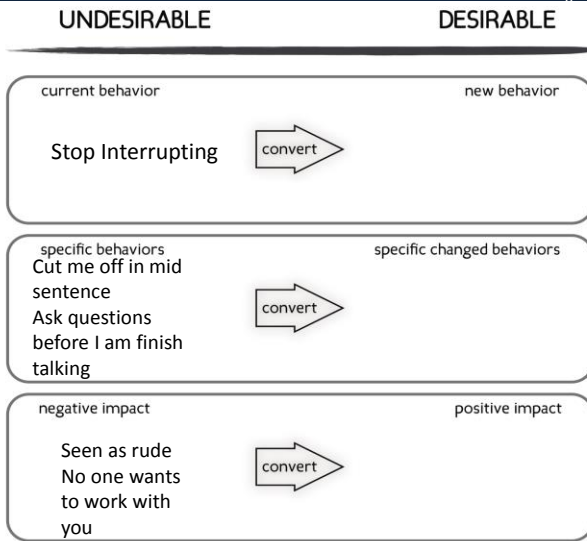 UNDESIRABLE DESIRABLE
current behavior new behavior
Stop Interrupting convert
specific behaviors specific changed behaviors
Cut me off in mid
sentence
Ask questions convert
before I am finish
talking
negative impact positive impact
Seen as rude
No one wants convert
to work with
you